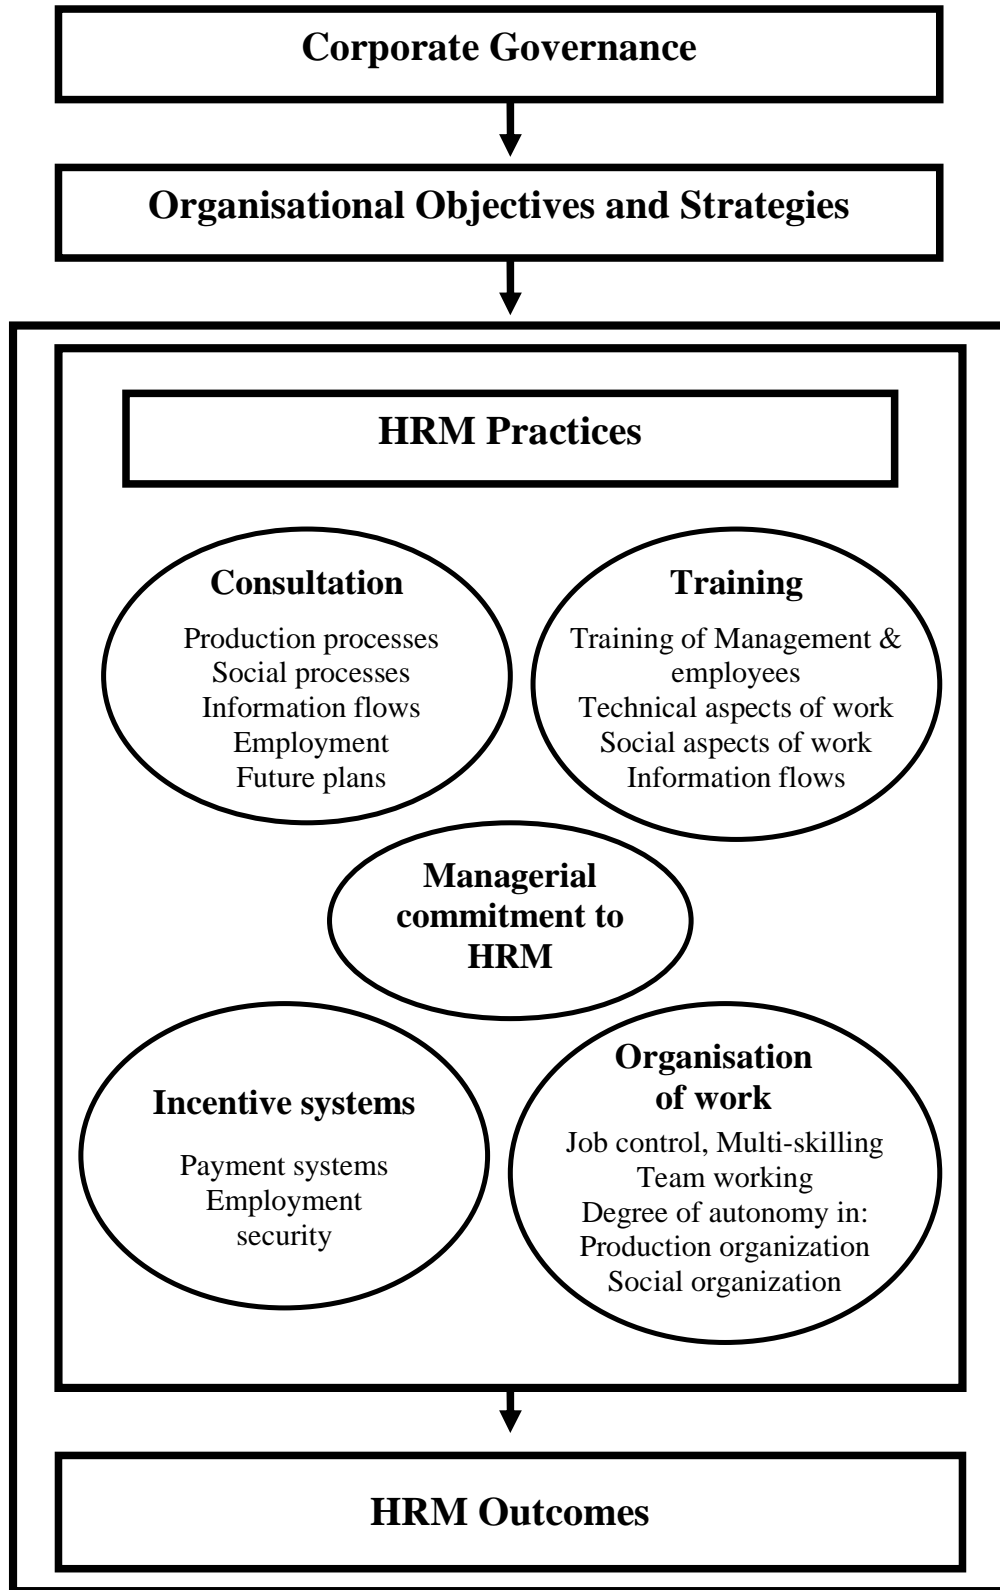 Corporate Governance
Organisational Objectives and Strategies
HRM Practices
Consultation
Production processes
Social processes
Information flows
Employment
Future plans
Training
Training of Management &
employees
Technical aspects of work
Social aspects of work
Information flows
Managerial
commitment to
HRM
Incentive systems
Payment systems
Employment
security
Organisation
of work
Job control, Multi-skilling
Team working
Degree of autonomy in:
Production organization
Social organization
HRM Outcomes